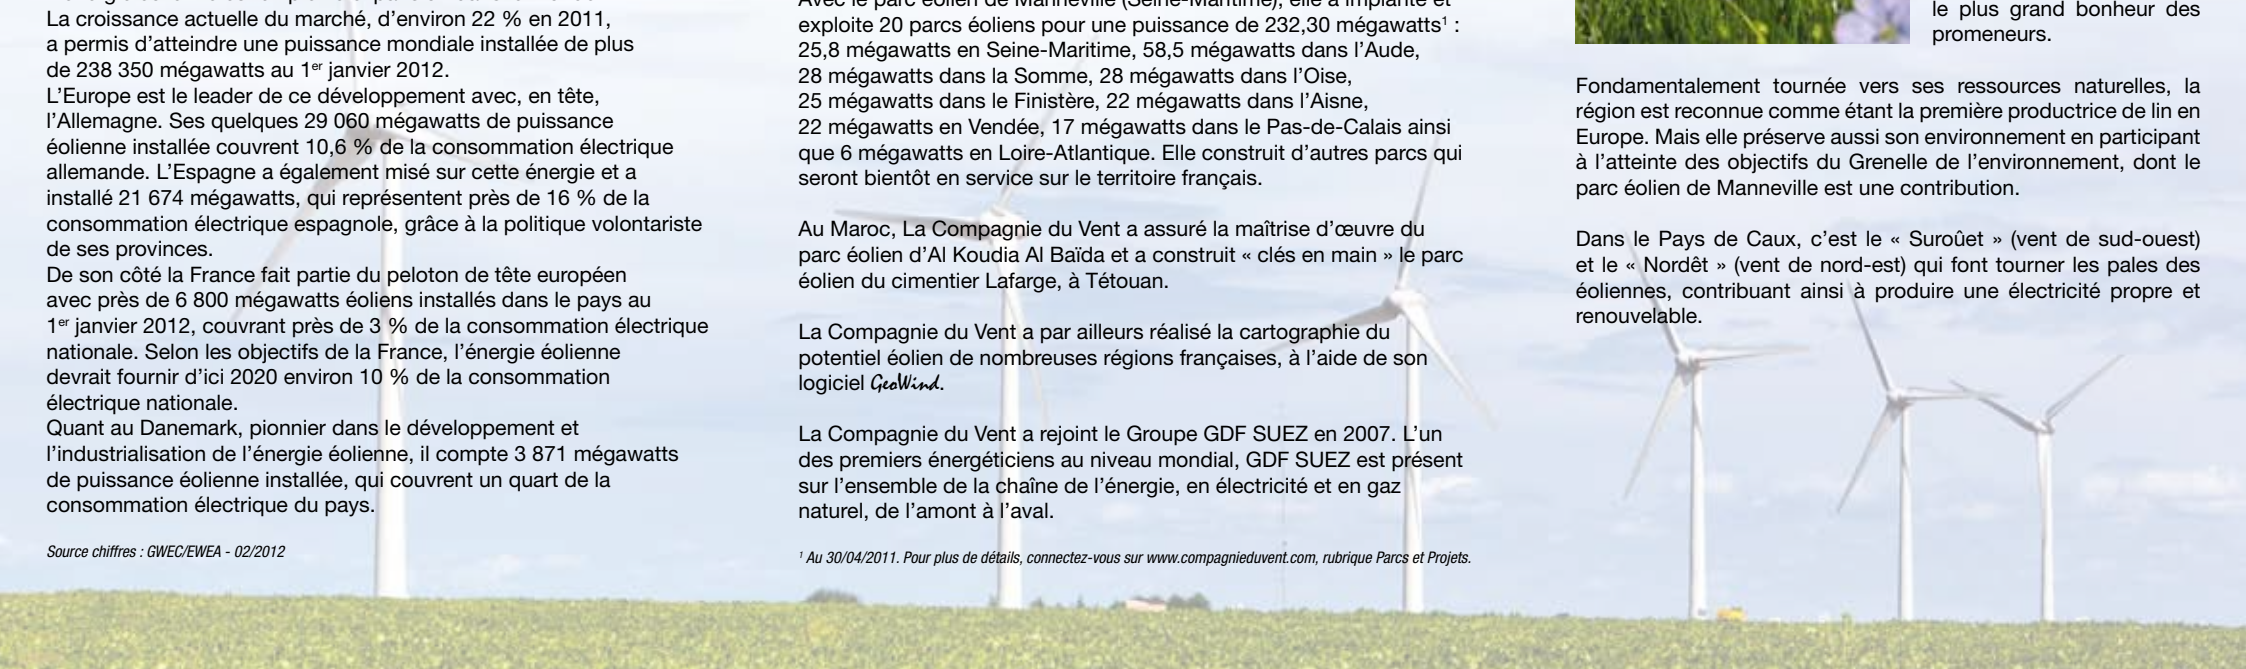 La croissance actuelle du marché, d'environ 22 % en 2011,
a permis d'atteindre une puissance mondiale installée de plus
de 238 350 mégawatts au 1er janvier 2012.
L'Europe est le leader de ce développement avec, en tête,
l'Allemagne. Ses quelques 29 060 mégawatts de puissance
éolienne installée couvrent 10,6 % de la consommation électrique
allemande. L'Espagne a également misé sur cette énergie et a
installé 21 674 mégawatts, qui représentent près de 16 % de la
consommation électrique espagnole, grâce à la politique volontariste
de ses provinces.
De son côté la France fait partie du peloton de tête européen
avec près de 6 800 mégawatts éoliens installés dans le pays au
1er janvier 2012, couvrant près de 3 % de la consommation électrique
nationale. Selon les objectifs de la France, l'énergie éolienne
devrait fournir d'ici 2020 environ 10 % de la consommation
électrique nationale.
Quant au Danemark, pionnier dans le développement et
l'industrialisation de l'énergie éolienne, il compte 3 871 mégawatts
de puissance éolienne installée, qui couvrent un quart de la
consommation électrique du pays.
Source chiffres : GWEC/EWEA - 02/2012
Avec le parc éolien de Manneville (Seine-Maritime), elle a implanté et
exploite 20 parcs éoliens pour une puissance de 232,30 mégawatts1 :
25,8 mégawatts en Seine-Maritime, 58,5 mégawatts dans l'Aude,
28 mégawatts dans la Somme, 28 mégawatts dans l'Oise,
25 mégawatts dans le Finistère, 22 mégawatts dans l'Aisne,
22 mégawatts en Vendée, 17 mégawatts dans le Pas-de-Calais ainsi
que 6 mégawatts en Loire-Atlantique. Elle construit d'autres parcs qui
seront bientôt en service sur le territoire français.
Au Maroc, La Compagnie du Vent a assuré la maîtrise d'œuvre du
parc éolien d'Al Koudia Al Baïda et a construit « clés en main » le parc
éolien du cimentier Lafarge, à Tétouan.
La Compagnie du Vent a par ailleurs réalisé la cartographie du
potentiel éolien de nombreuses régions françaises, à l'aide de son
logiciel GeoWind.
La Compagnie du Vent a rejoint le Groupe GDF SUEZ en 2007. L'un
des premiers énergéticiens au niveau mondial, GDF SUEZ est présent
sur l'ensemble de la chaîne de l'énergie, en électricité et en gaz
naturel, de l'amont à l'aval.
1 Au 30/04/2011. Pour plus de détails, connectez-vous sur www.compagnieduvent.com, rubrique Parcs et Projets.
le plus grand bonheur des
promeneurs.
Fondamentalement tournée vers ses ressources naturelles, la
région est reconnue comme étant la première productrice de lin en
Europe. Mais elle préserve aussi son environnement en participant
à l'atteinte des objectifs du Grenelle de l'environnement, dont le
parc éolien de Manneville est une contribution.
Dans le Pays de Caux, c'est le « Suroûet » (vent de sud-ouest)
et le « Nordêt » (vent de nord-est) qui font tourner les pales des
éoliennes, contribuant ainsi à produire une électricité propre et
renouvelable.